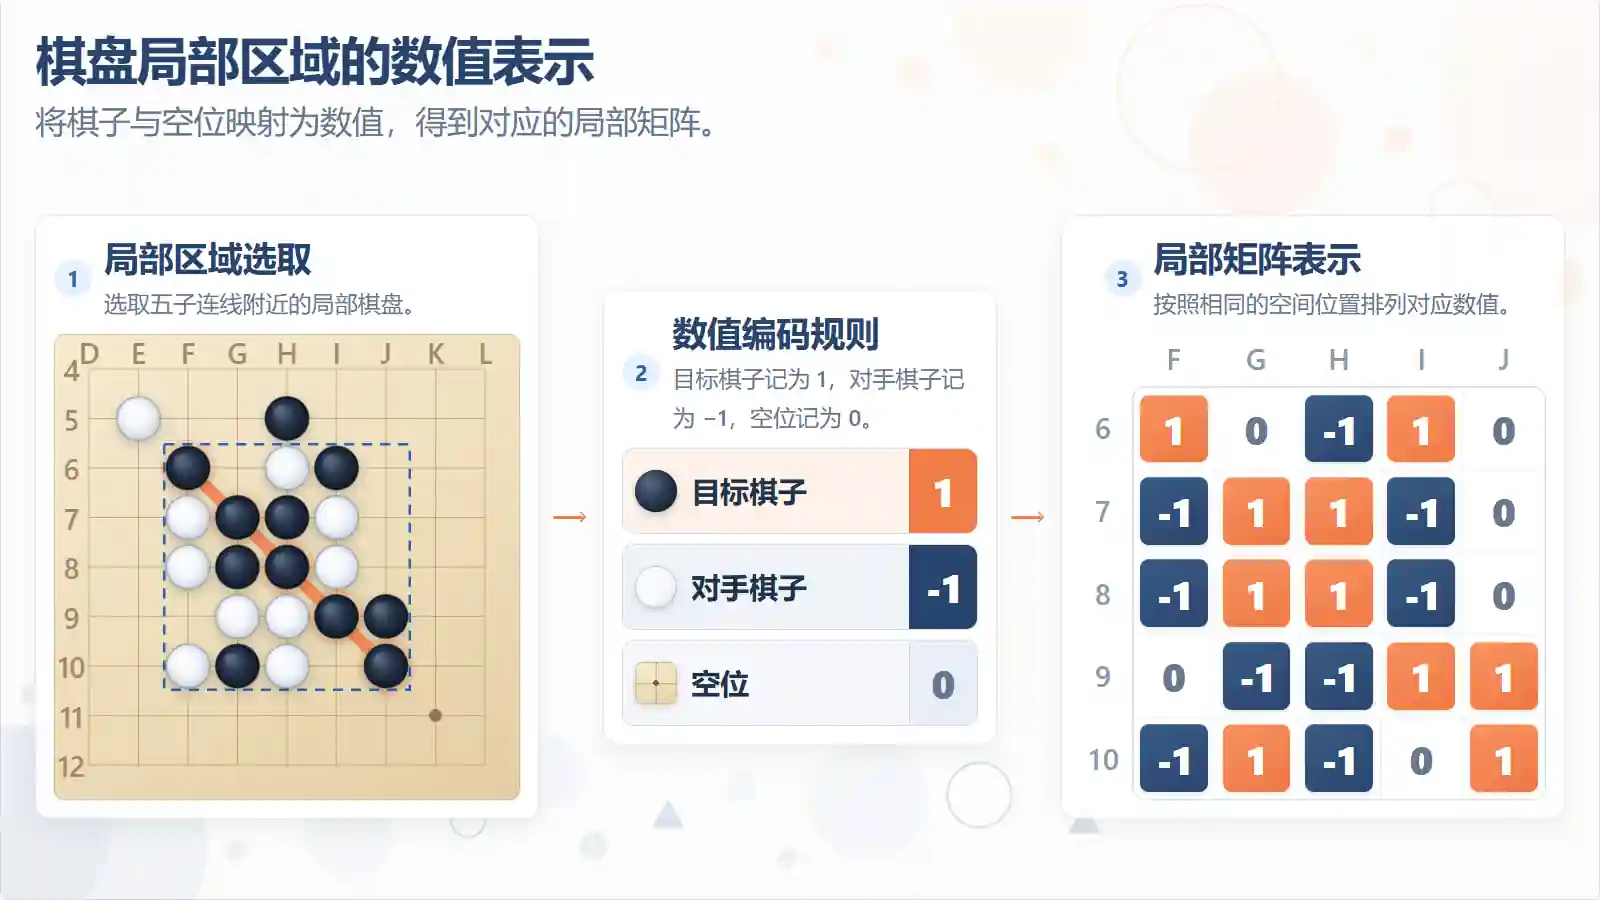 棋盘局部区域的数值表示
将棋子与空位映射为数值，得到对应的局部矩阵。
1
局部区域选取
选取五子连线附近的局部棋盘。
D E F G H I J K L
4
5
6
7
8
9
10
11
12
→
2
数值编码规则
目标棋子记为 1，对手棋子记
为 -1，空位记为 0。
目标棋子 1
对手棋子 -1
空位 0
→
3
局部矩阵表示
按照相同的空间位置排列对应数值。
F G H I J
6 1 0 -1 1 0
7 -1 1 1 -1 0
8 -1 1 1 -1 0
9 0 -1 -1 1 1
10 -1 1 -1 0 1